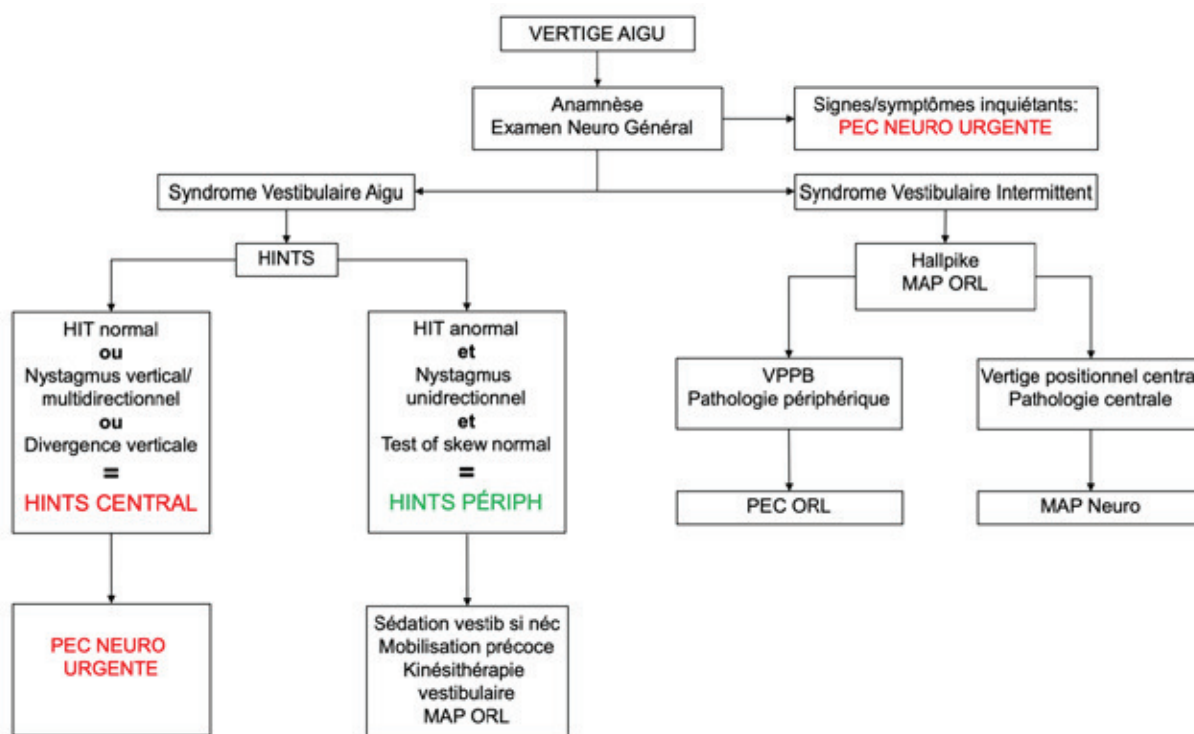 VERTIGE AIGU
Anamnèse
Examen Neuro Général
Signes/symptômes inquiétants:
PEC NEURO URGENTE
Syndrome Vestibulaire Aigu
Syndrome Vestibulaire Intermittent
HINTS
Hallpike
MAP ORL
HIT normal
ou
Nystagmus vertical/
multidirectionnel
ou
Divergence verticale
=
HINTS CENTRAL
HIT anormal
et
Nystagmus
unidrectionnel
et
Test of skew normal
=
HINTS PÉRIPH
VPPB
Pathologie périphérique
Vertige positionnel centra
Pathologie centrale
PEC ORL
MAP Neuro
PEC NEURO
URGENTE
Sédation vestib si néc
Mobilisation précoce
Kinésithérapie
vestibulaire
MAP ORL